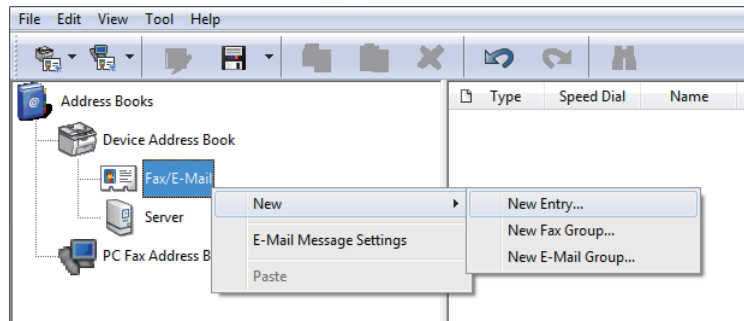 File Edit View Tool Help
Address Books
Type Speed Dial Name
Device Address Book
Fax/E-Mail
New
New Entry...
Server
New Fax Group...
E-Mail Message Settings
PC Fax Address B
New E-Mail Group...
Paste